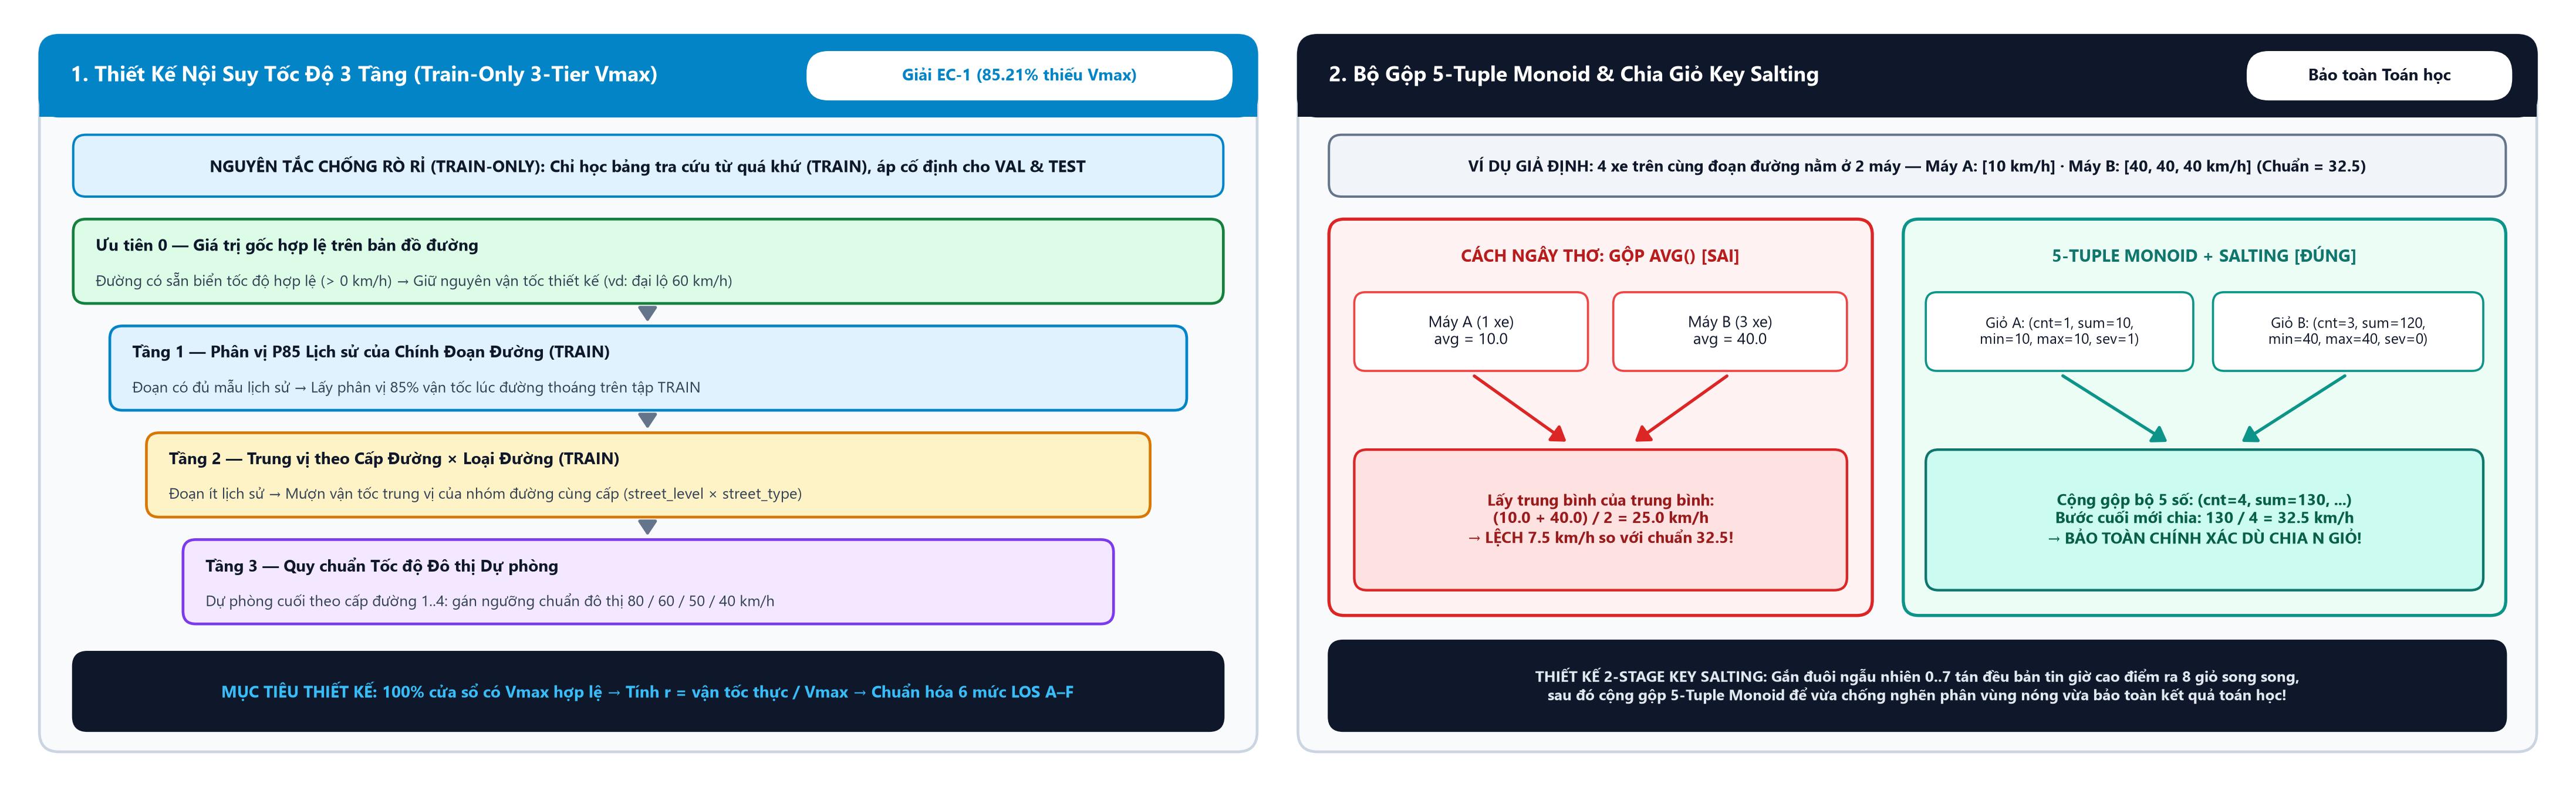 1. Thiết Kế Nội Suy Tốc Độ 3 Tầng (Train-Only 3-Tier Vmax)
Giải EC-1 (85.21% thiếu Vmax)
NGUYÊN TẮC CHỐNG RÒ RỈ (TRAIN-ONLY): Chỉ học bảng tra cứu từ quá khứ (TRAIN), áp cố định cho VAL & TEST
Ưu tiên 0 — Giá trị gốc hợp lệ trên bản đồ đường
Đường có sẵn biển tốc độ hợp lệ (> 0 km/h) → Giữ nguyên vận tốc thiết kế (vd: đại lộ 60 km/h)
Tầng 1 — Phân vị P85 Lịch sử của Chính Đoạn Đường (TRAIN)
Đoạn có đủ mẫu lịch sử → Lấy phân vị 85% vận tốc lúc đường thoáng trên tập TRAIN
Tầng 2 — Trung vị theo Cấp Đường × Loại Đường (TRAIN)
Đoạn ít lịch sử → Mượn vận tốc trung vị của nhóm đường cùng cấp (street_level × street_type)
Tầng 3 — Quy chuẩn Tốc độ Đô thị Dự phòng
Dự phòng cuối theo cấp đường 1..4: gán ngưỡng chuẩn đô thị 80 / 60 / 50 / 40 km/h
MỤC TIÊU THIẾT KẾ: 100% cửa sổ có Vmax hợp lệ → Tính r = vận tốc thực / Vmax → Chuẩn hóa 6 mức LOS A–F
2. Bộ Gộp 5-Tuple Monoid & Chia Giỏ Key Salting
Bảo toàn Toán học
VÍ DỤ GIẢ ĐỊNH: 4 xe trên cùng đoạn đường nằm ở 2 máy — Máy A: [10 km/h] · Máy B: [40, 40, 40 km/h] (Chuẩn = 32.5)
CÁCH NGÂY THƠ: GỘP AVG() [SAI]
Máy A (1 xe)
avg = 10.0
Máy B (3 xe)
avg = 40.0
Lấy trung bình của trung bình:
(10.0 + 40.0) / 2 = 25.0 km/h
→ LỆCH 7.5 km/h so với chuẩn 32.5!
5-TUPLE MONOID + SALTING [ĐÚNG]
Giỏ A: (cnt=1, sum=10,
min=10, max=10, sev=1)
Giỏ B: (cnt=3, sum=120,
min=40, max=40, sev=0)
Cộng gộp bộ 5 số: (cnt=4, sum=130, ...)
Bước cuối mới chia: 130 / 4 = 32.5 km/h
→ BẢO TOÀN CHÍNH XÁC DÙ CHIA N GIỎ!
THIẾT KẾ 2-STAGE KEY SALTING: Gắn đuôi ngẫu nhiên 0..7 tán đều bản tin giờ cao điểm ra 8 giỏ song song,
sau đó cộng gộp 5-Tuple Monoid để vừa chống nghẽn phân vùng nóng vừa bảo toàn kết quả toán học!